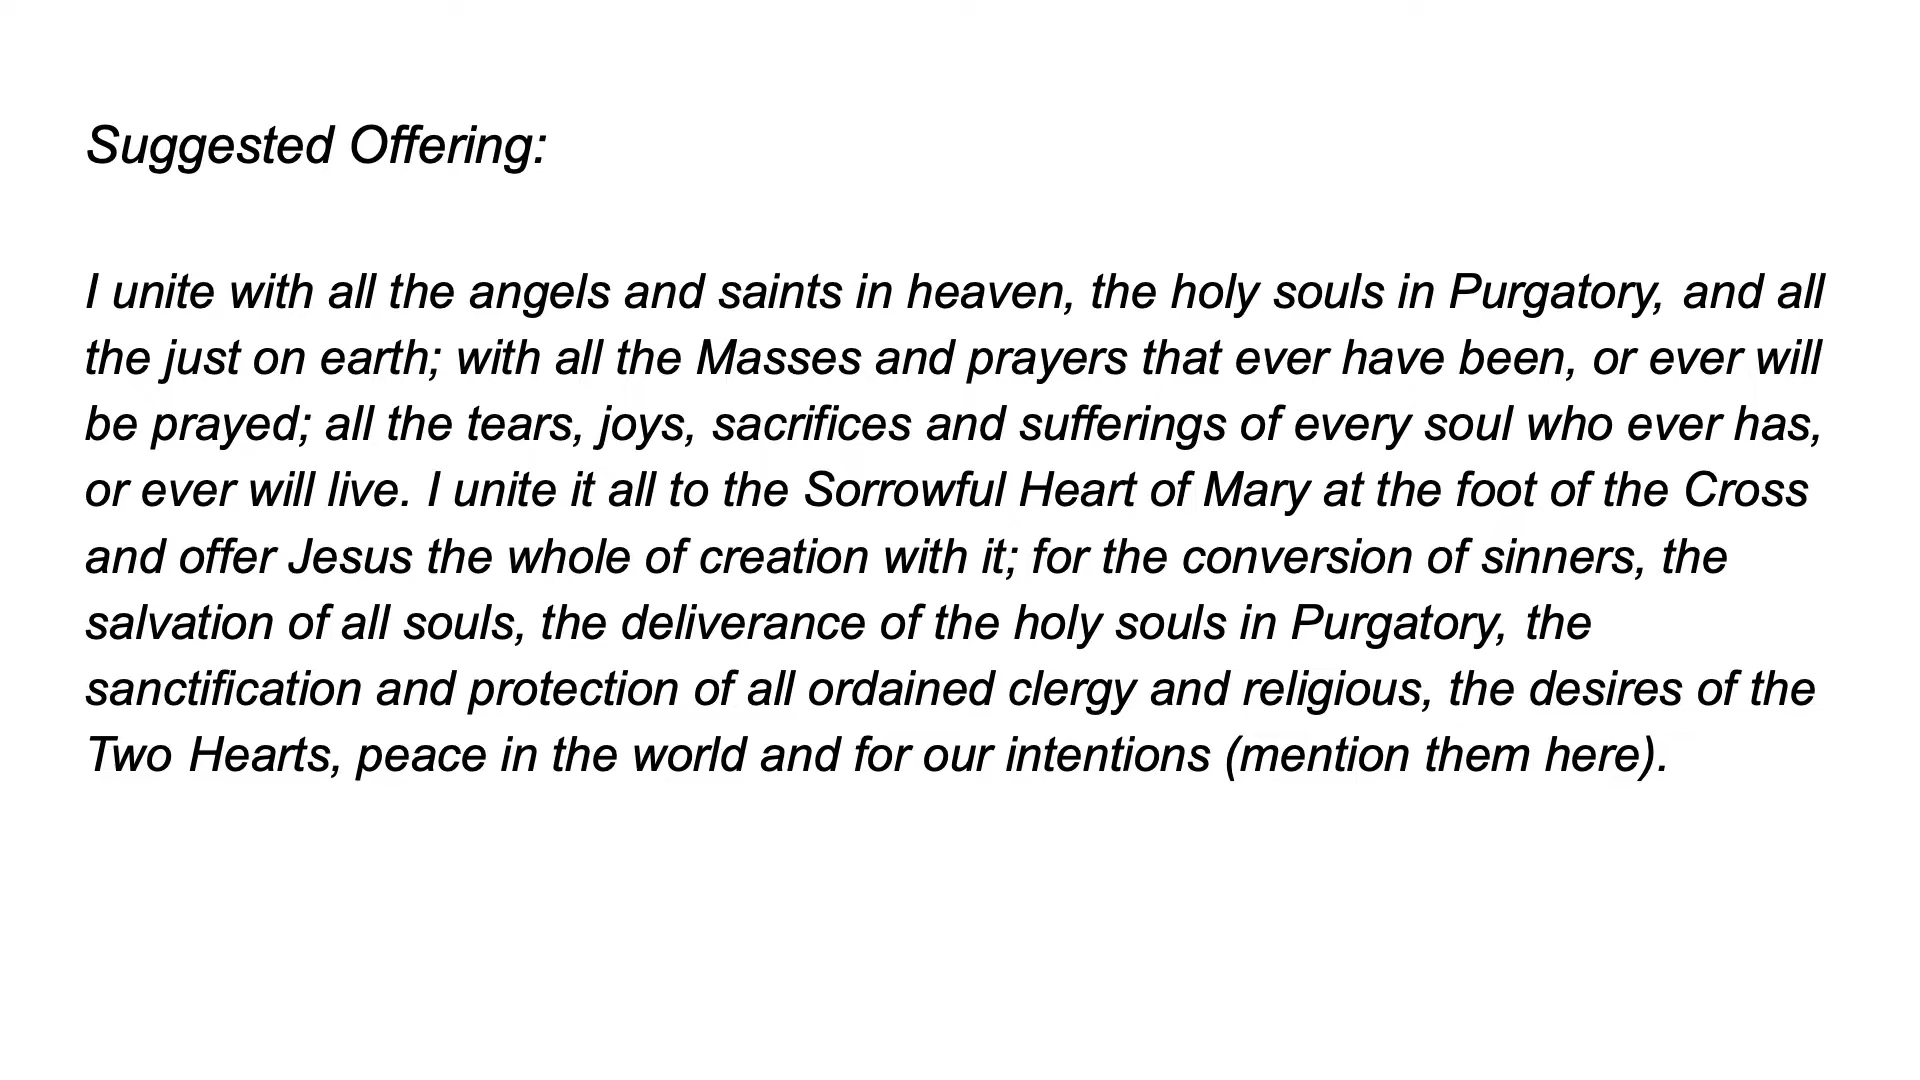 Suggested Offering:
I unite with all the angels and saints in heaven, the holy souls in Purgatory, and all
the just on earth; with all the Masses and prayers that ever have been, or ever will
be prayed; all the tears, joys, sacrifices and sufferings of every soul who ever has,
or ever will live. I unite it all to the Sorrowful Heart of Mary at the foot of the Cross
and offer Jesus the whole of creation with it; for the conversion of sinners, the
salvation of all souls, the deliverance of the holy souls in Purgatory, the
sanctification and protection of all ordained clergy and religious, the desires of the
Two Hearts, peace in the world and for our intentions (mention them here).